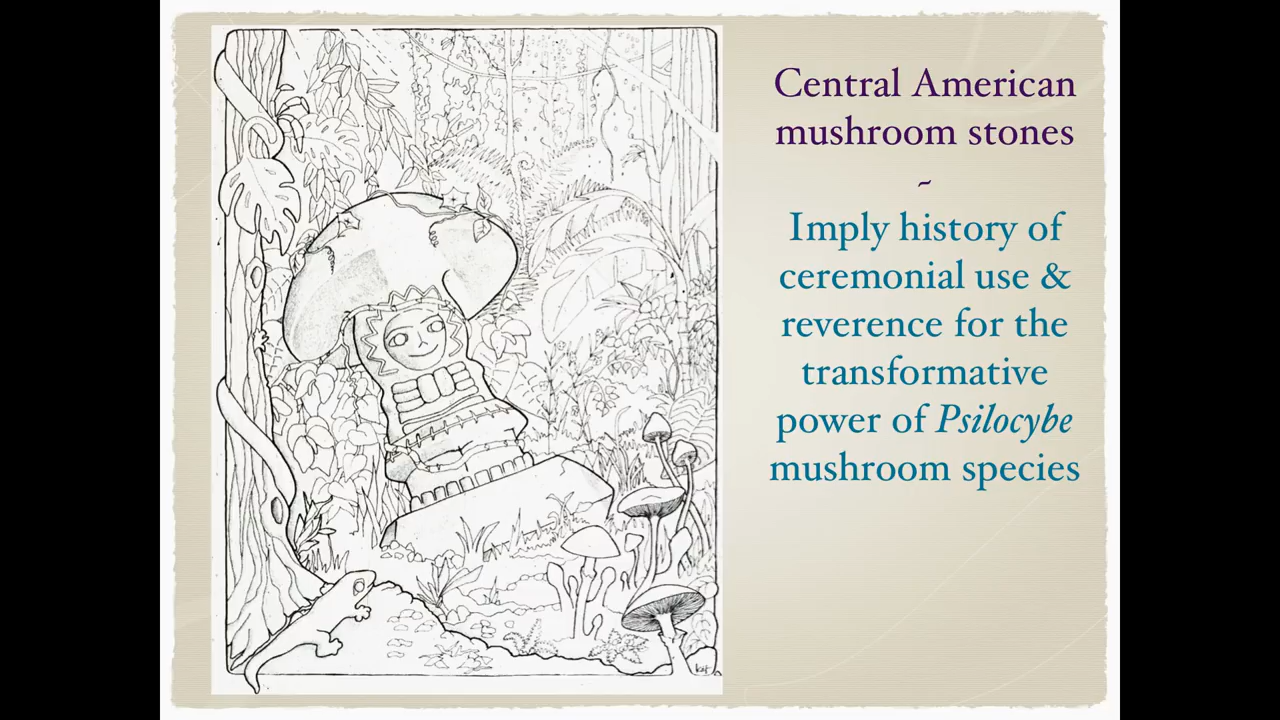 Central American
mushroom stones
~
Imply history of
ceremonial use &
reverence for the
transformative
power of Psilocybe
mushroom species